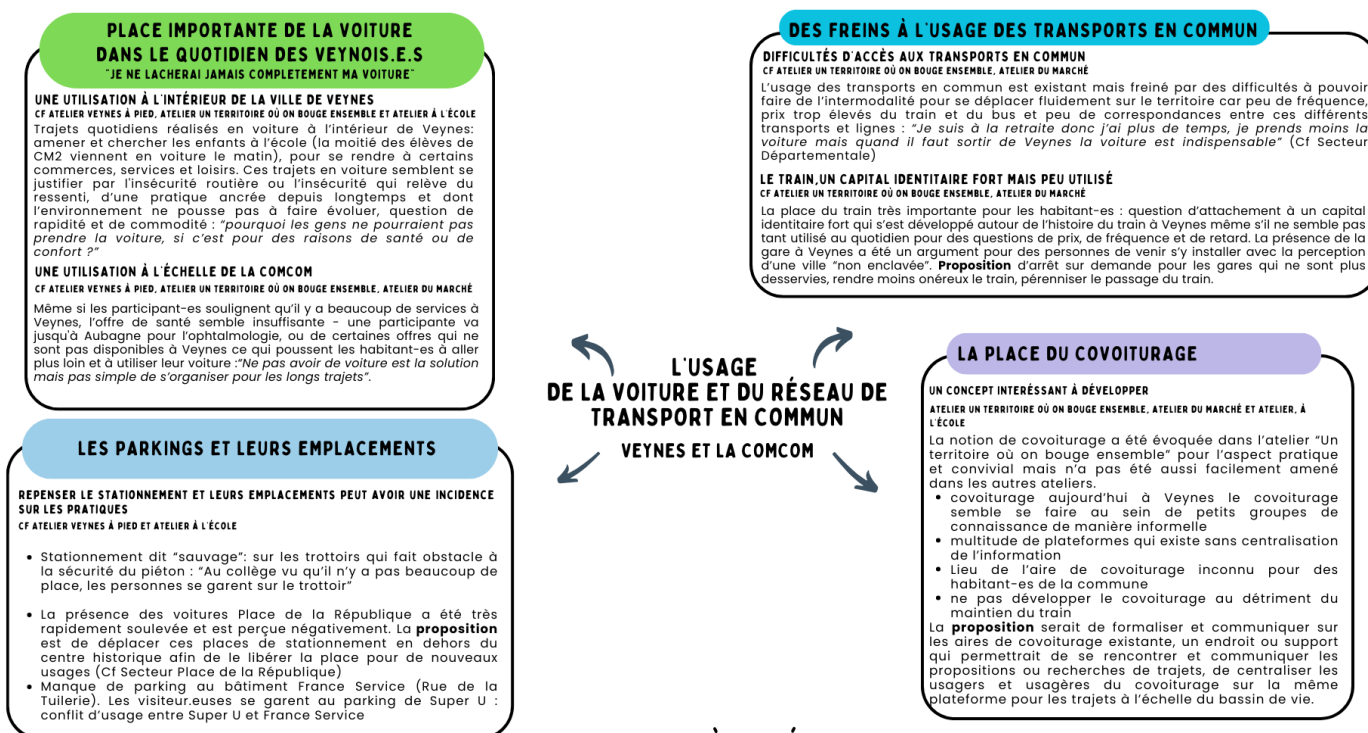 PLACE IMPORTANTE DE LA VOITURE
DANS LE QUOTIDIEN DES VEYNOIS.E.S
"JE NE LACHERAI JAMAIS COMPLETEMENT MA VOITURE"
UNE UTILISATION À L'INTÉRIEUR DE LA VILLE DE VEYNES
CF ATELIER VEYNES À PIED, ATELIER UN TERRITOIRE OÙ ON BOUGE ENSEMBLE ET ATELIER À L'ÉCOLE
Trajets quotidiens réalisés en voiture à l'intérieur de Veynes:
amener et chercher les enfants à l'école (la moitié des élèves de
CM2 viennent en voiture le matin), pour se rendre à certains
commerces, services et loisirs. Ces trajets en voiture semblent se
justifier par l'insécurité routière ou l'insécurité qui relève du
ressenti, d'une pratique ancrée depuis longtemps et dont
l'environnement ne pousse pas à faire évoluer, question de
rapidité et de commodité : "pourquoi les gens ne pourraient pas
prendre la voiture, si c'est pour des raisons de santé ou de
confort ?"
UNE UTILISATION À L'ÉCHELLE DE LA COMCOM
CF ATELIER VEYNES À PIED, ATELIER UN TERRITOIRE OÙ ON BOUGE ENSEMBLE, ATELIER DU MARCHÉ
Même si les participant-es soulignent qu'il y a beaucoup de services à
Veynes, l'offre de santé semble insuffisante - une participante va
jusqu'à Aubagne pour l'ophtalmologie, ou de certaines offres qui ne
sont pas disponibles à Veynes ce qui poussent les habitant-es à aller
plus loin et à utiliser leur voiture :"Ne pas avoir de voiture est la solution
mais pas simple de s'organiser pour les longs trajets".
DES FREINS À L'USAGE DES TRANSPORTS EN COMMUN
DIFFICULTÉS D'ACCÈS AUX TRANSPORTS EN COMMUN
CF ATELIER UN TERRITOIRE OÙ ON BOUGE ENSEMBLE, ATELIER DU MARCHÉ
L'usage des transports en commun est existant mais freiné par des difficultés à pouvoir
faire de l'intermodalité pour se déplacer fluidement sur le territoire car peu de fréquence,
prix trop élevés du train et du bus et peu de correspondances entre ces différents
transports et lignes : "Je suis à la retraite donc j'ai plus de temps, je prends moins la
voiture mais quand il faut sortir de Veynes la voiture est indispensable" (Cf Secteur
Départementale)
LE TRAIN,UN CAPITAL IDENTITAIRE FORT MAIS PEU UTILISÉ
CF ATELIER UN TERRITOIRE OÙ ON BOUGE ENSEMBLE, ATELIER DU MARCHÉ
La place du train très importante pour les habitant-es : question d'attachement à un capital
identitaire fort qui s'est développé autour de l'histoire du train à Veynes même s'il ne semble pas
tant utilisé au quotidien pour des questions de prix, de fréquence et de retard. La présence de la
gare à Veynes a été un argument pour des personnes de venir s'y installer avec la perception
d'une ville "non enclavée". Proposition d'arrêt sur demande pour les gares qui ne sont plus
desservies, rendre moins onéreux le train, pérenniser le passage du train.
L'USAGE
DE LA VOITURE ET DU RÉSEAU DE
TRANSPORT EN COMMUN
VEYNES ET LA COMCOM
LES PARKINGS ET LEURS EMPLACEMENTS
REPENSER LE STATIONNEMENT ET LEURS EMPLACEMENTS PEUT AVOIR UNE INCIDENCE
SUR LES PRATIQUES
CF ATELIER VEYNES À PIED ET ATELIER À L'ÉCOLE
• Stationnement dit "sauvage": sur les trottoirs qui fait obstacle à
la sécurité du piéton : "Au collège vu qu'il n'y a pas beaucoup de
place, les personnes se garent sur le trottoir"
• La présence des voitures Place de la République a été très
rapidement soulevée et est perçue négativement. La proposition
est de déplacer ces places de stationnement en dehors du
centre historique afin de le libérer la place pour de nouveaux
usages (Cf Secteur Place de la République)
• Manque de parking au bâtiment France Service (Rue de la
Tuilerie). Les visiteur.euses se garent au parking de Super U :
conflit d'usage entre Super U et France Service
LA PLACE DU COVOITURAGE
UN CONCEPT INTERÉSSANT À DÉVELOPPER
ATELIER UN TERRITOIRE OÙ ON BOUGE ENSEMBLE, ATELIER DU MARCHÉ ET ATELIER, À
L'ÉCOLE
La notion de covoiturage a été évoquée dans l'atelier "Un
territoire où on bouge ensemble" pour l'aspect pratique
et convivial mais n'a pas été aussi facilement amené
dans les autres ateliers.
• covoiturage aujourd'hui à Veynes le covoiturage
semble se faire au sein de petits groupes de
connaissance de manière informelle
• multitude de plateformes qui existe sans centralisation
de l'information
• Lieu de l'aire de covoiturage inconnu pour des
habitant-es de la commune
• ne pas développer le covoiturage au détriment du
maintien du train
La proposition serait de formaliser et communiquer sur
les aires de covoiturage existante, un endroit ou support
qui permettrait de se rencontrer et communiquer les
propositions ou recherches de trajets, de centraliser les
usagers et usagères du covoiturage sur la même
plateforme pour les trajets à l'échelle du bassin de vie.